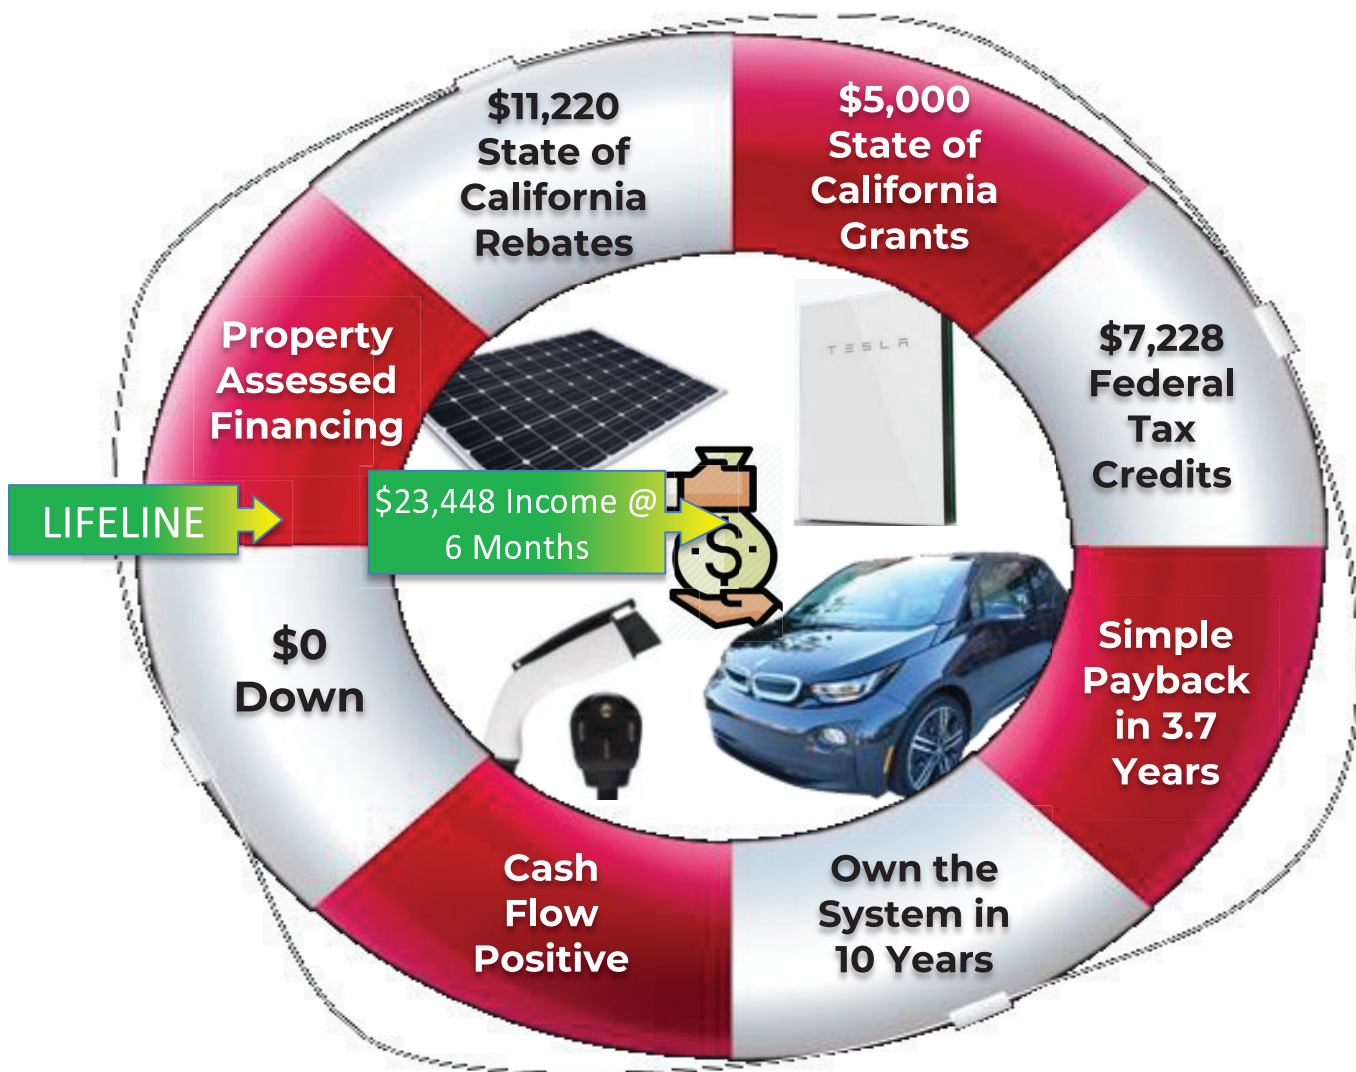 $11,220
State of
California
Rebates
$5,000
State of
California
Grants
$7,228
Federal
Tax
Credits
Simple
Payback
in 3.7
Years
Own the
System in
10 Years
Cash
Flow
Positive
$0
Down
Property
Assessed
Financing
LIFELINE
$23,448 Income @
6 Months
$
TESLA